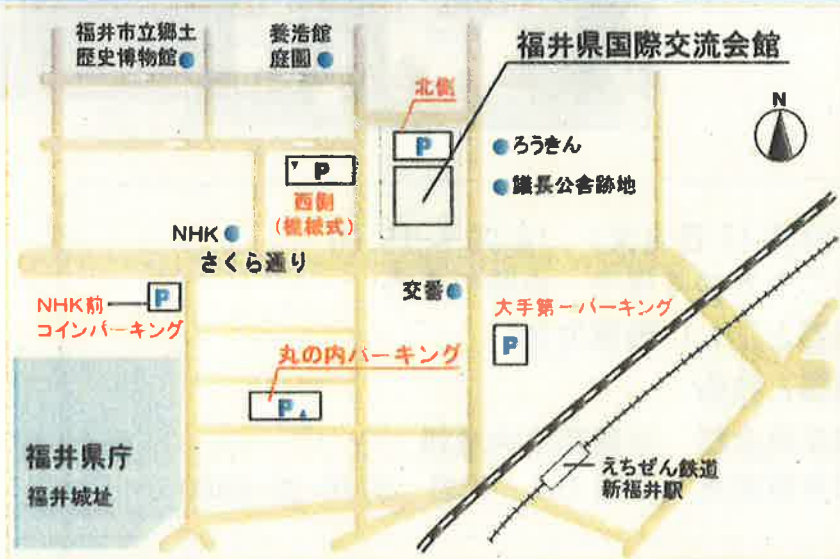 福井市立郷土
歴史博物館
養浩館
庭園
福井県国際交流会館
北側
N
P
ろうきん
P
議長公舎跡地
西側
(機械式)
NHK
さくら通り
交番
NHK前
コインパーキング
P
大手第一パーキング
P
丸の内パーキング
P
福井県庁
福井城址
えちぜん鉄道
新福井駅